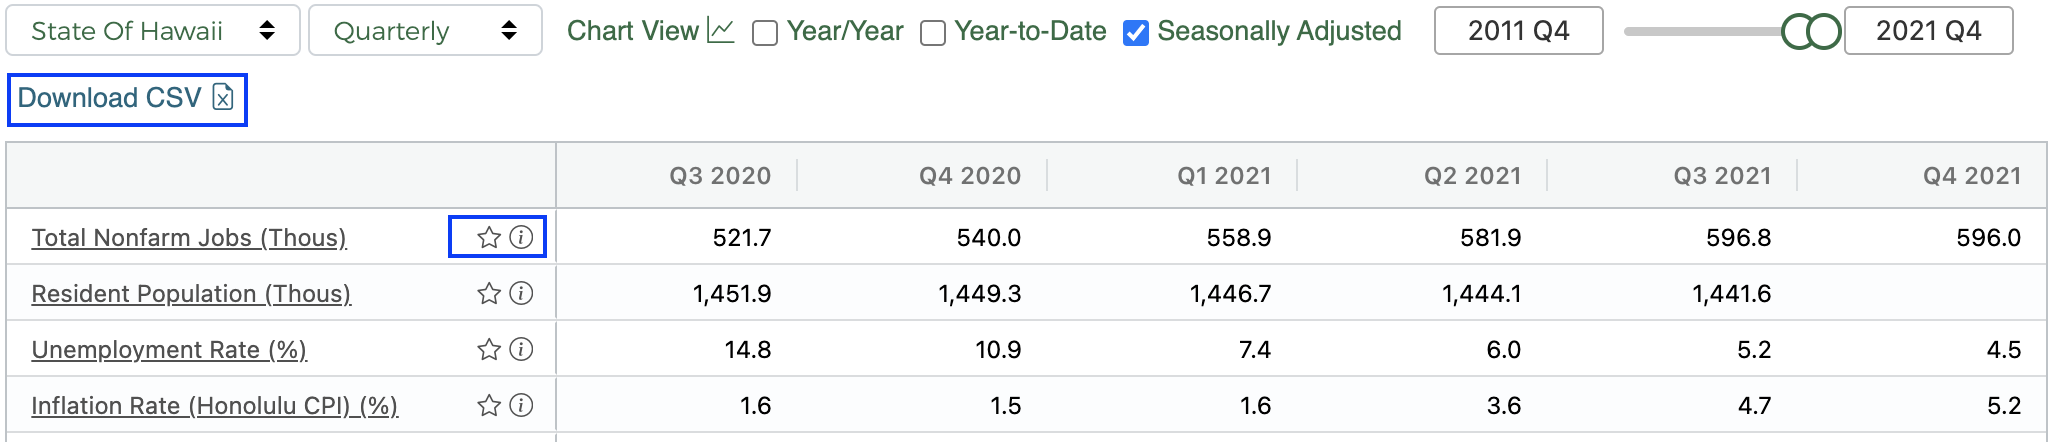 State Of Hawaii Quarterly Chart View Year/Year Year-to-Date Seasonally Adjusted 2011 Q4 2021 Q4
Download CSV
Q3 2020 Q4 2020 Q1 2021 Q2 2021 Q3 2021 Q4 2021
Total Nonfarm Jobs (Thous) 521.7 540.0 558.9 581.9 596.8 596.0
Resident Population (Thous) 1,451.9 1,449.3 1,446.7 1,444.1 1,441.6
Unemployment Rate (%) 14.8 10.9 7.4 6.0 5.2 4.5
Inflation Rate (Honolulu CPI) (%) 1.6 1.5 1.6 3.6 4.7 5.2